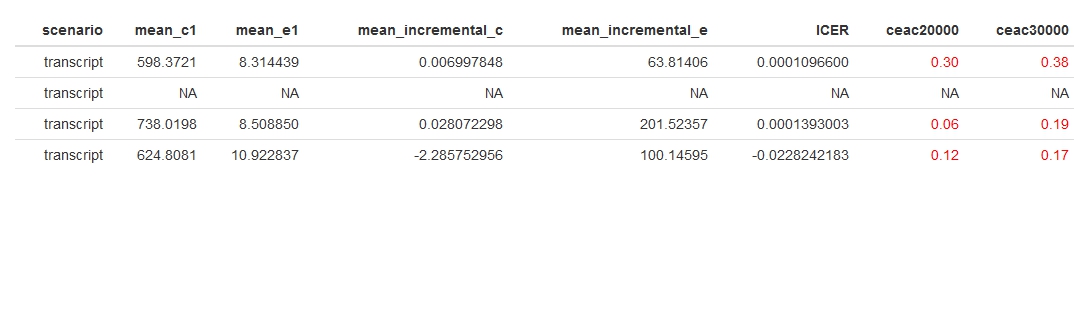 scenario mean_c1 mean_e1 mean_incremental_c mean_incremental_e ICER ceac20000 ceac30000
transcript 598.3721 8.314439 0.006997848 63.81406 0.0001096600 0.30 0.38
transcript NA NA NA NA NA NA NA
transcript 738.0198 8.508850 0.028072298 201.52357 0.0001393003 0.06 0.19
transcript 624.8081 10.922837 -2.285752956 100.14595 -0.0228242183 0.12 0.17